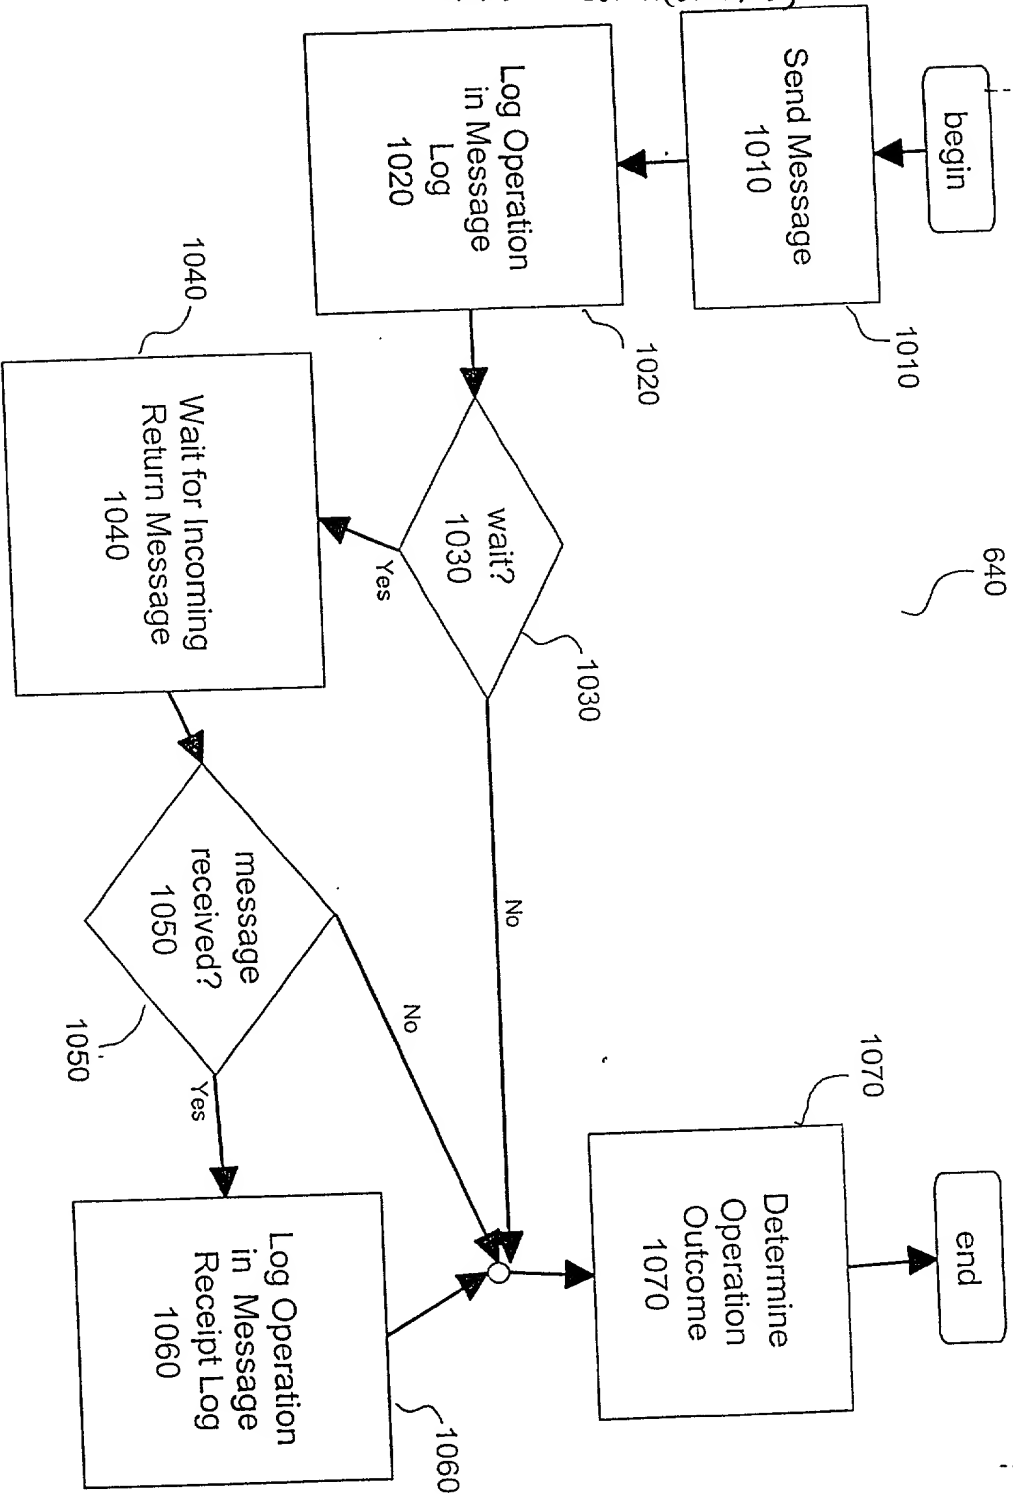 begin
Send Message
1010
1010
Log Operation
in Message
Log
1020
1020
wait?
1030
1030
Yes
No
640
1040
Wait for Incoming
Return Message
1040
message
received?
1050
1050
No
Yes
Log Operation
in Message
Receipt Log
1060
1060
1070
Determine
Operation
Outcome
1070
end